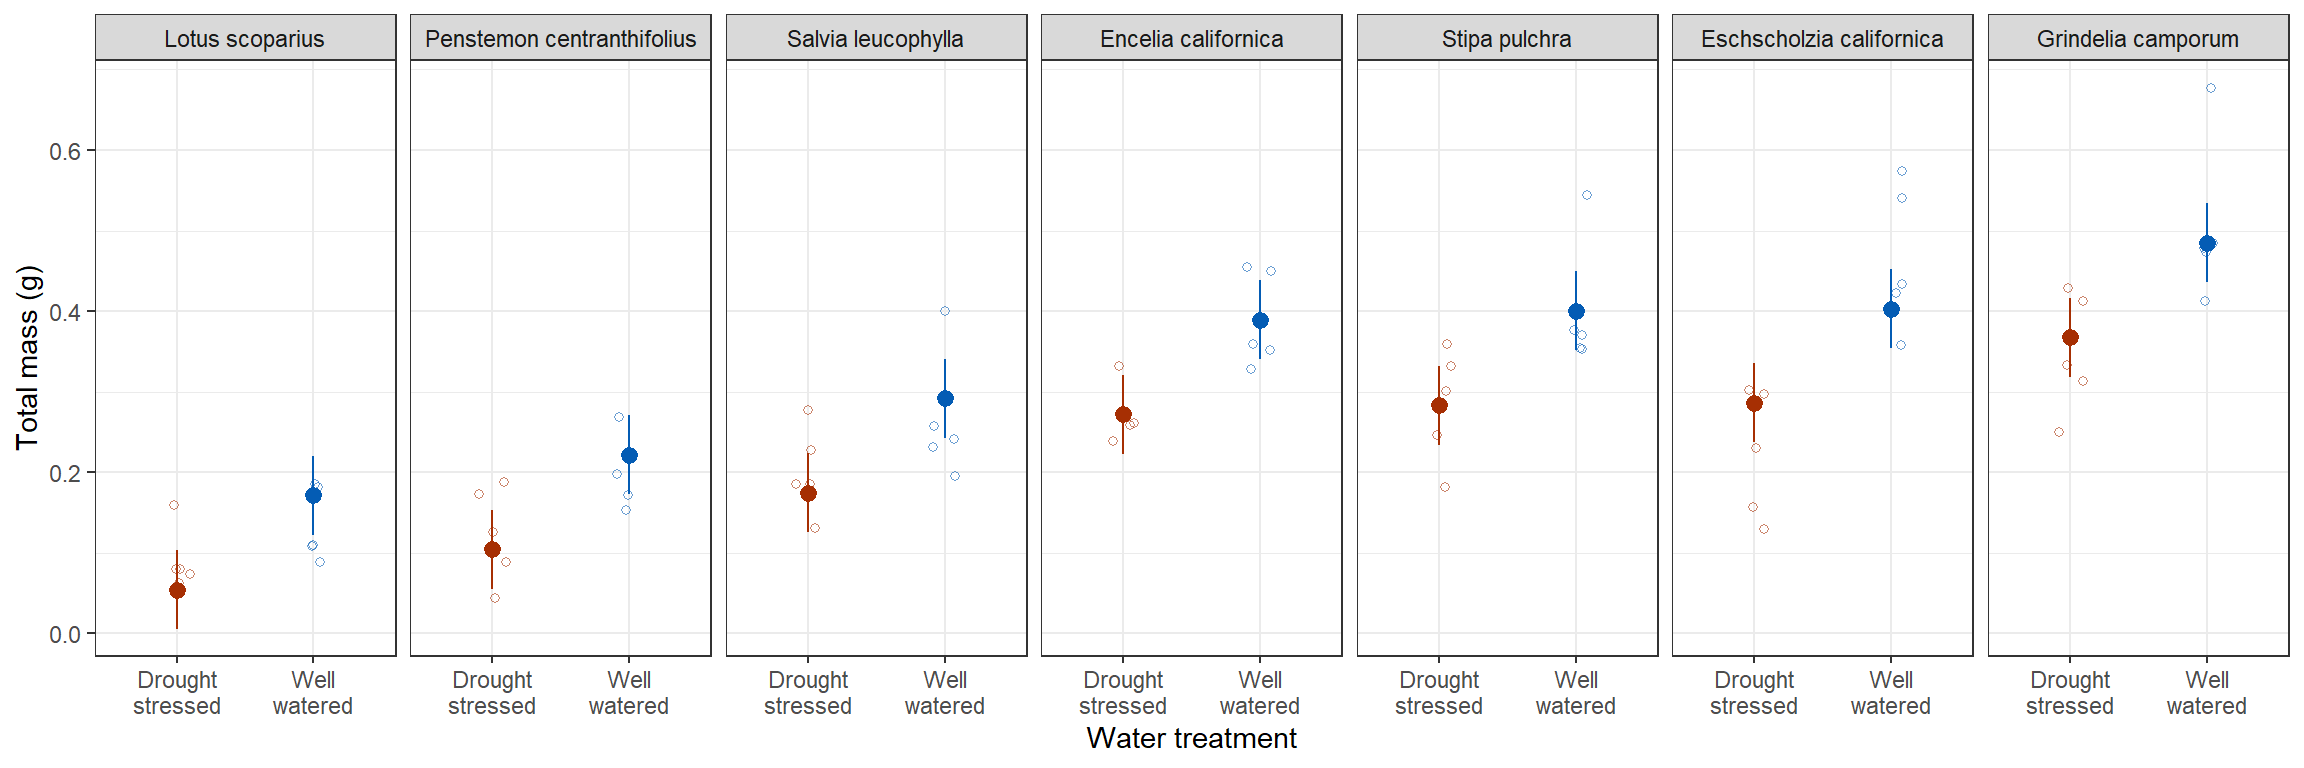 Lotus scoparius
Penstemon centranthifolius
Salvia leucophylla
Encelia californica
Stipa pulchra
Eschscholzia californica
Grindelia camporum
Total mass (g)
0.6
0.4
0.2
0.0
Drought
stressed
Well
watered
Drought
stressed
Well
watered
Drought
stressed
Well
watered
Drought
stressed
Well
watered
Drought
stressed
Well
watered
Drought
stressed
Well
watered
Drought
stressed
Well
watered
Water treatment